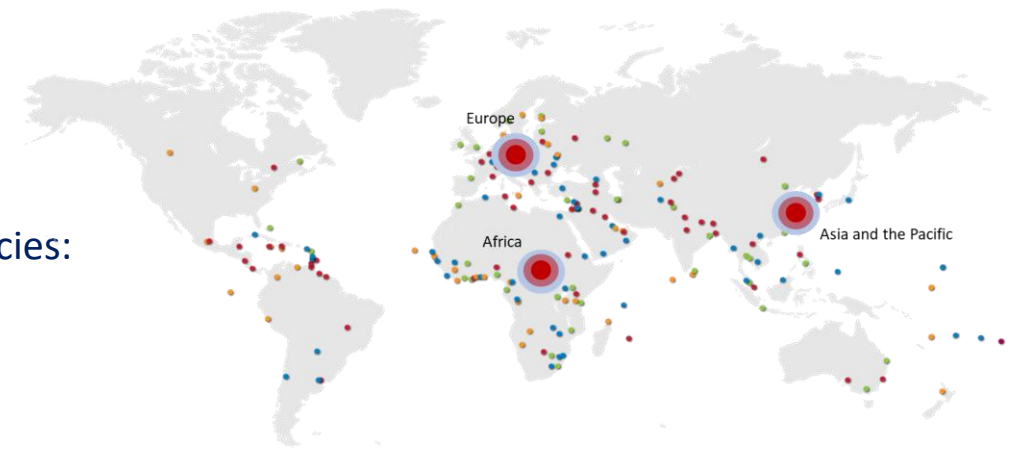 Europe
cies:
Africa
Asia and the Pacific